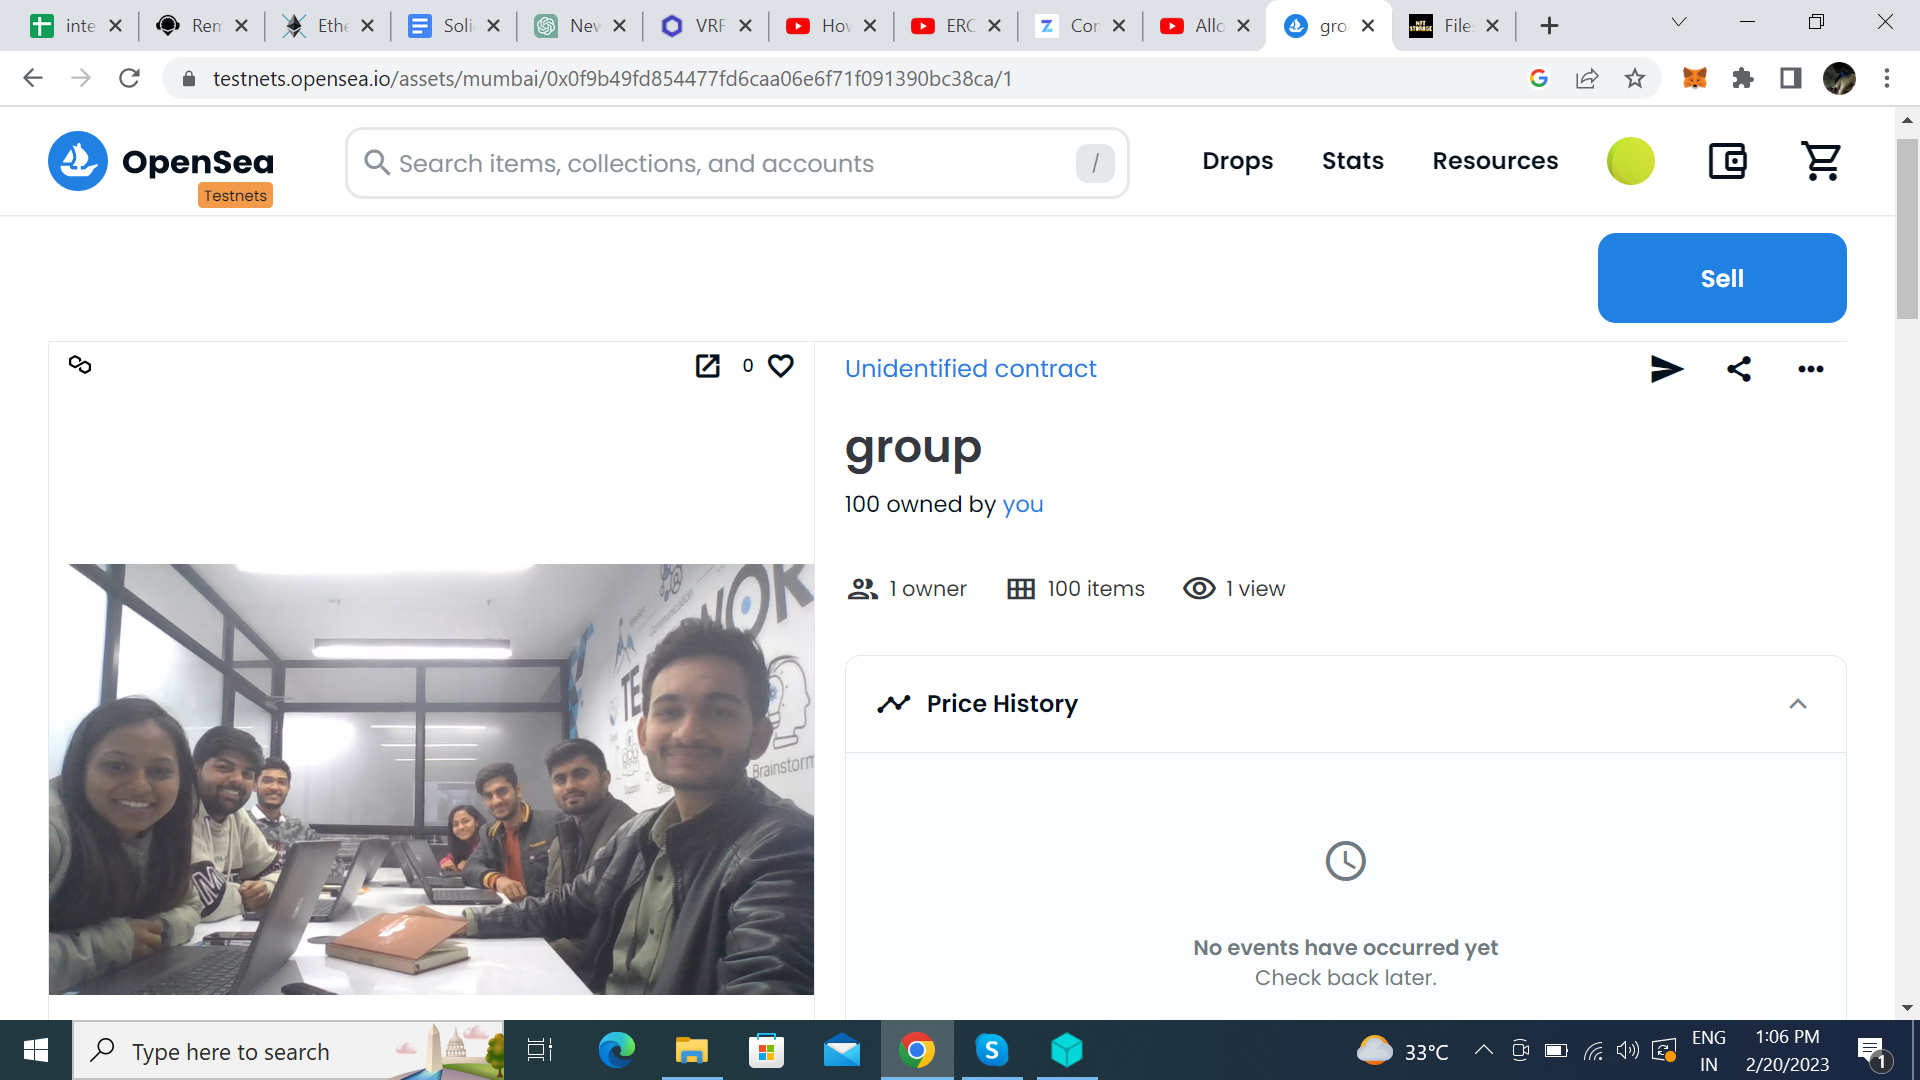 inte
Ren
Ethe
Soli
New
VRF
How
ERC
Con
Allo
gro
File
testnets.opensea.io/assets/mumbai/0x0f9b49fd854477fd6caa06e6f71f091390bc38ca/1
OpenSea
Testnets
Search items, collections, and accounts
/
Drops
Stats
Resources
Sell
0
Unidentified contract
group
100 owned by you
1 owner
100 items
1 view
Price History
No events have occurred yet
Check back later.
Brainstorm
Type here to search
33°C
ENG
IN
1:06 PM
2/20/2023
1